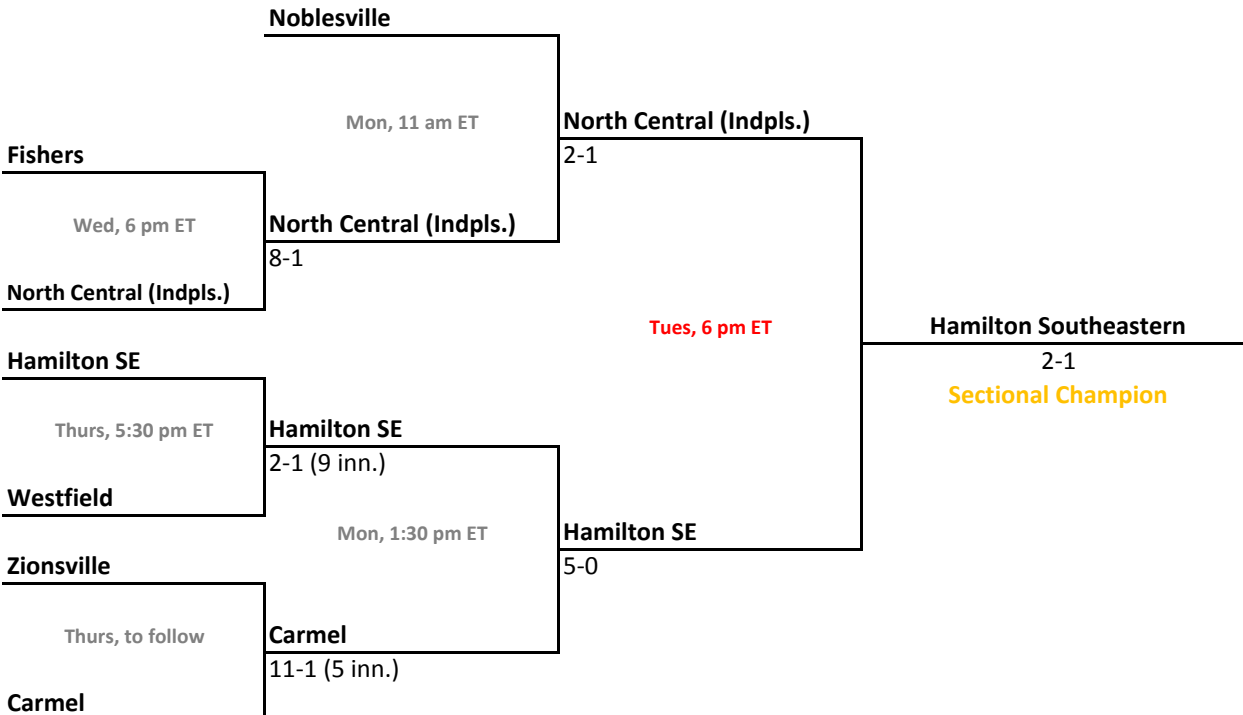 Noblesville
Mon, 11 am ET
North Central (Indpls.)
2-1
Fishers
Wed, 6 pm ET
North Central (Indpls.)
8-1
North Central (Indpls.)
Tues, 6 pm ET
Hamilton Southeastern
2-1
Sectional Champion
Hamilton SE
Thurs, 5:30 pm ET
Hamilton SE
2-1 (9 inn.)
Westfield
Mon, 1:30 pm ET
Hamilton SE
5-0
Zionsville
Thurs, to follow
Carmel
11-1 (5 inn.)
Carmel